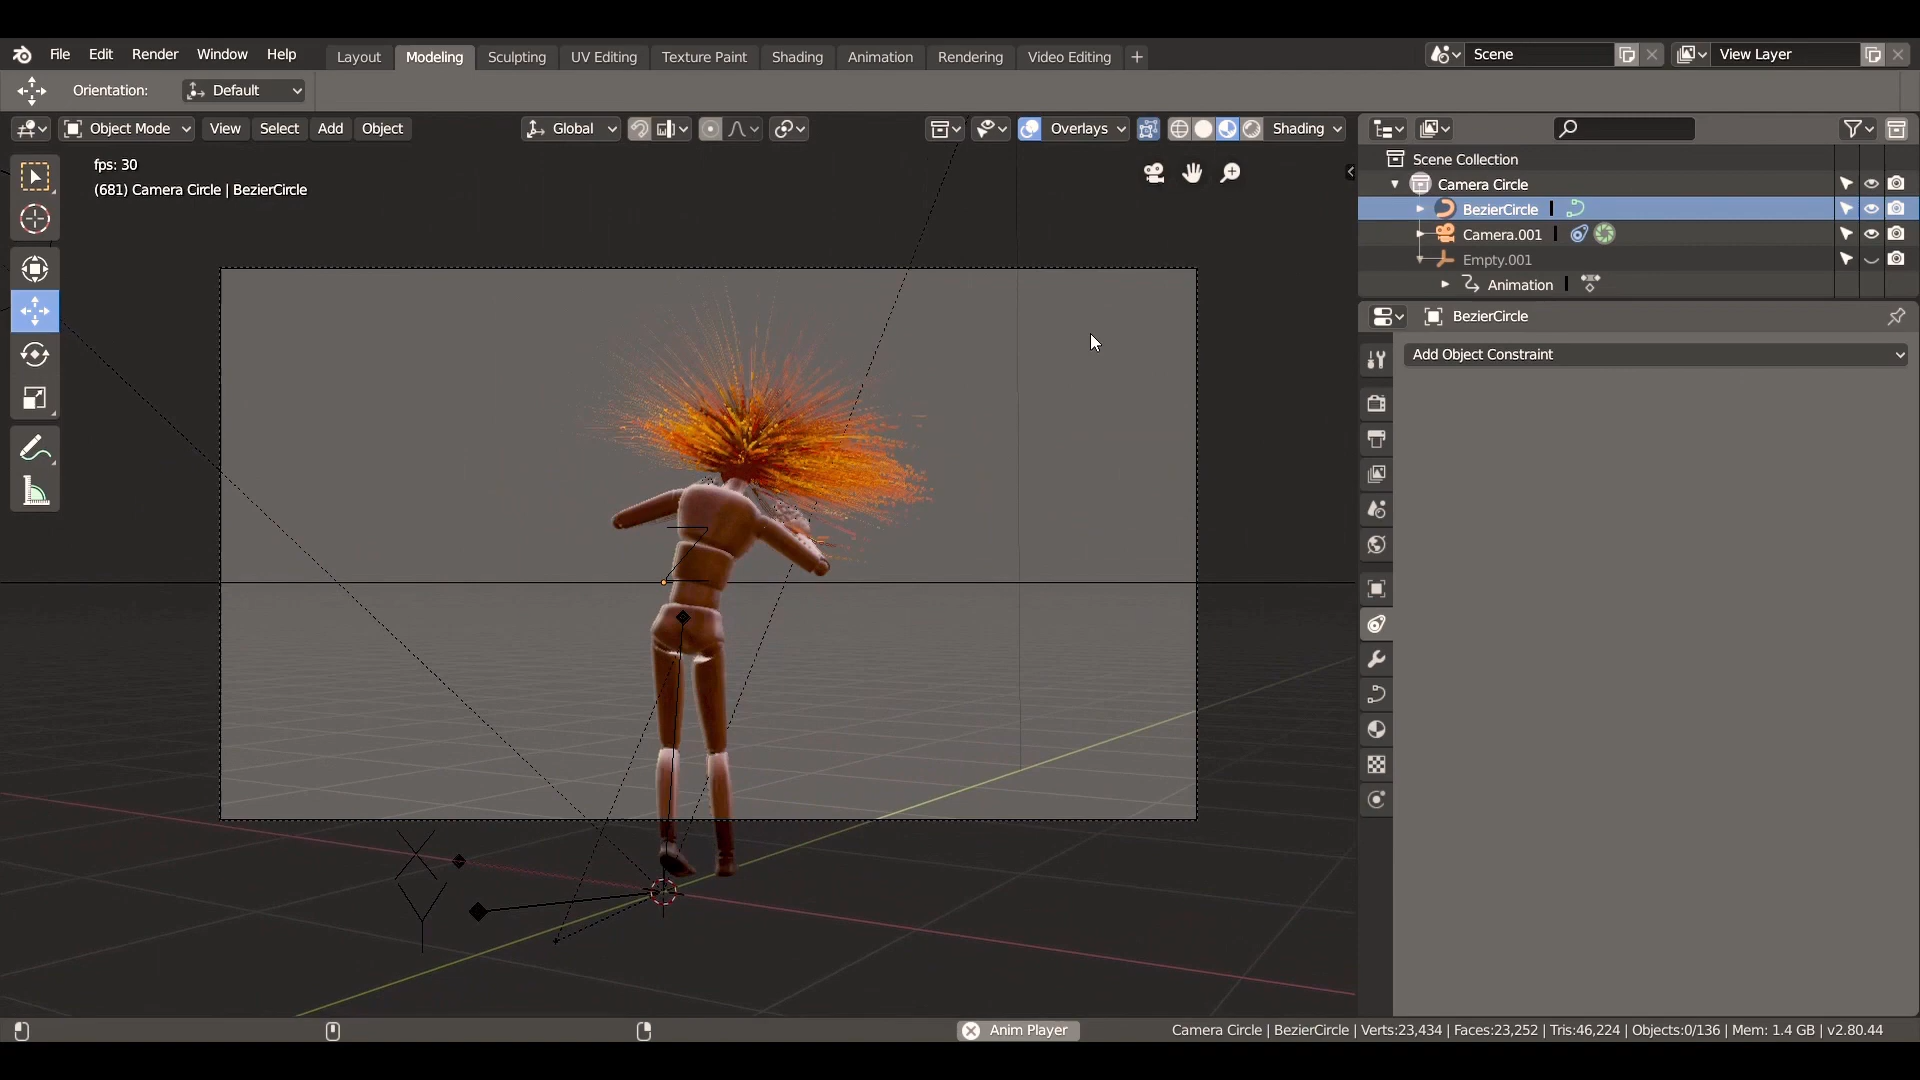 File Edit Render Window Help Layout Modeling Sculpting UV Editing Texture Paint Shading Animation Rendering Video Editing + Scene View Layer
Orientation: Default
Object Mode View Select Add Object Global Overlays Shading
fps: 30
(681) Camera Circle | BezierCircle
Scene Collection
Camera Circle
BezierCircle
Camera.001
Empty.001
Animation
BezierCircle
Add Object Constraint
Anim Player Camera Circle | BezierCircle | Verts:23,434 | Faces:23,252 | Tris:46,224 | Objects:0/136 | Mem: 1.4 GB | v2.80.44